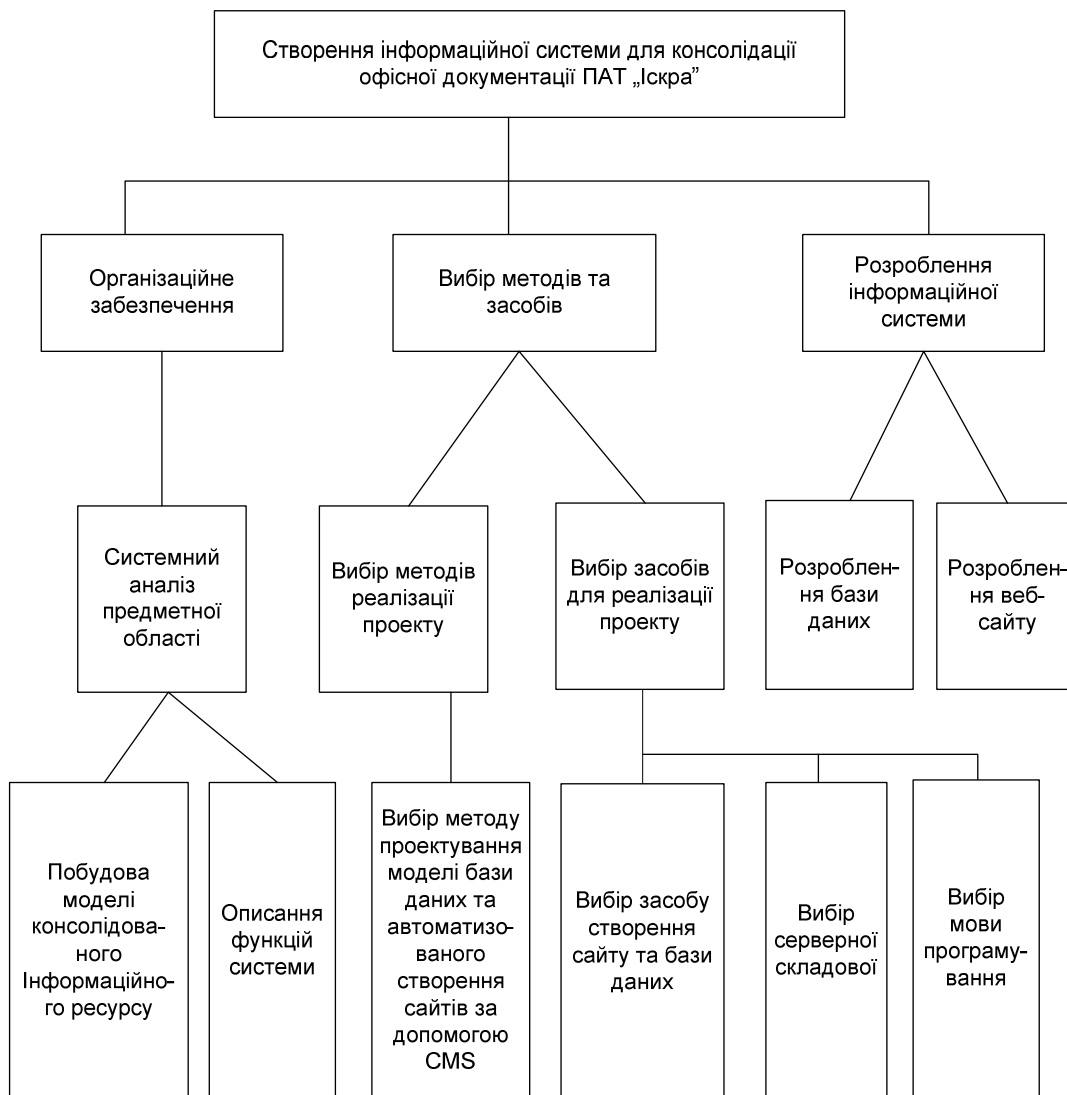 Створення інформаційної системи для консолідації
офісної документації ПАТ „Іскра”
Організаційне
забезпечення
Вибір методів та
засобів
Розроблення
інформаційної
системи
Системний
аналіз
предметної
області
Вибір методів
реалізації
проекту
Вибір засобів
для реалізації
проекту
Розроблен-
ня бази
даних
Розроблен-
ня веб-
сайту
Побудова
моделі
консолідова-
ного
Інформаційно-
го ресурсу
Описання
функцій
системи
Вибір методу
проектування
моделі бази
даних та
автоматизо-
ваного
створення
сайтів за
допомогою
CMS
Вибір засобу
створення
сайту та бази
даних
Вибір
серверної
складової
Вибір
мови
програму-
вання